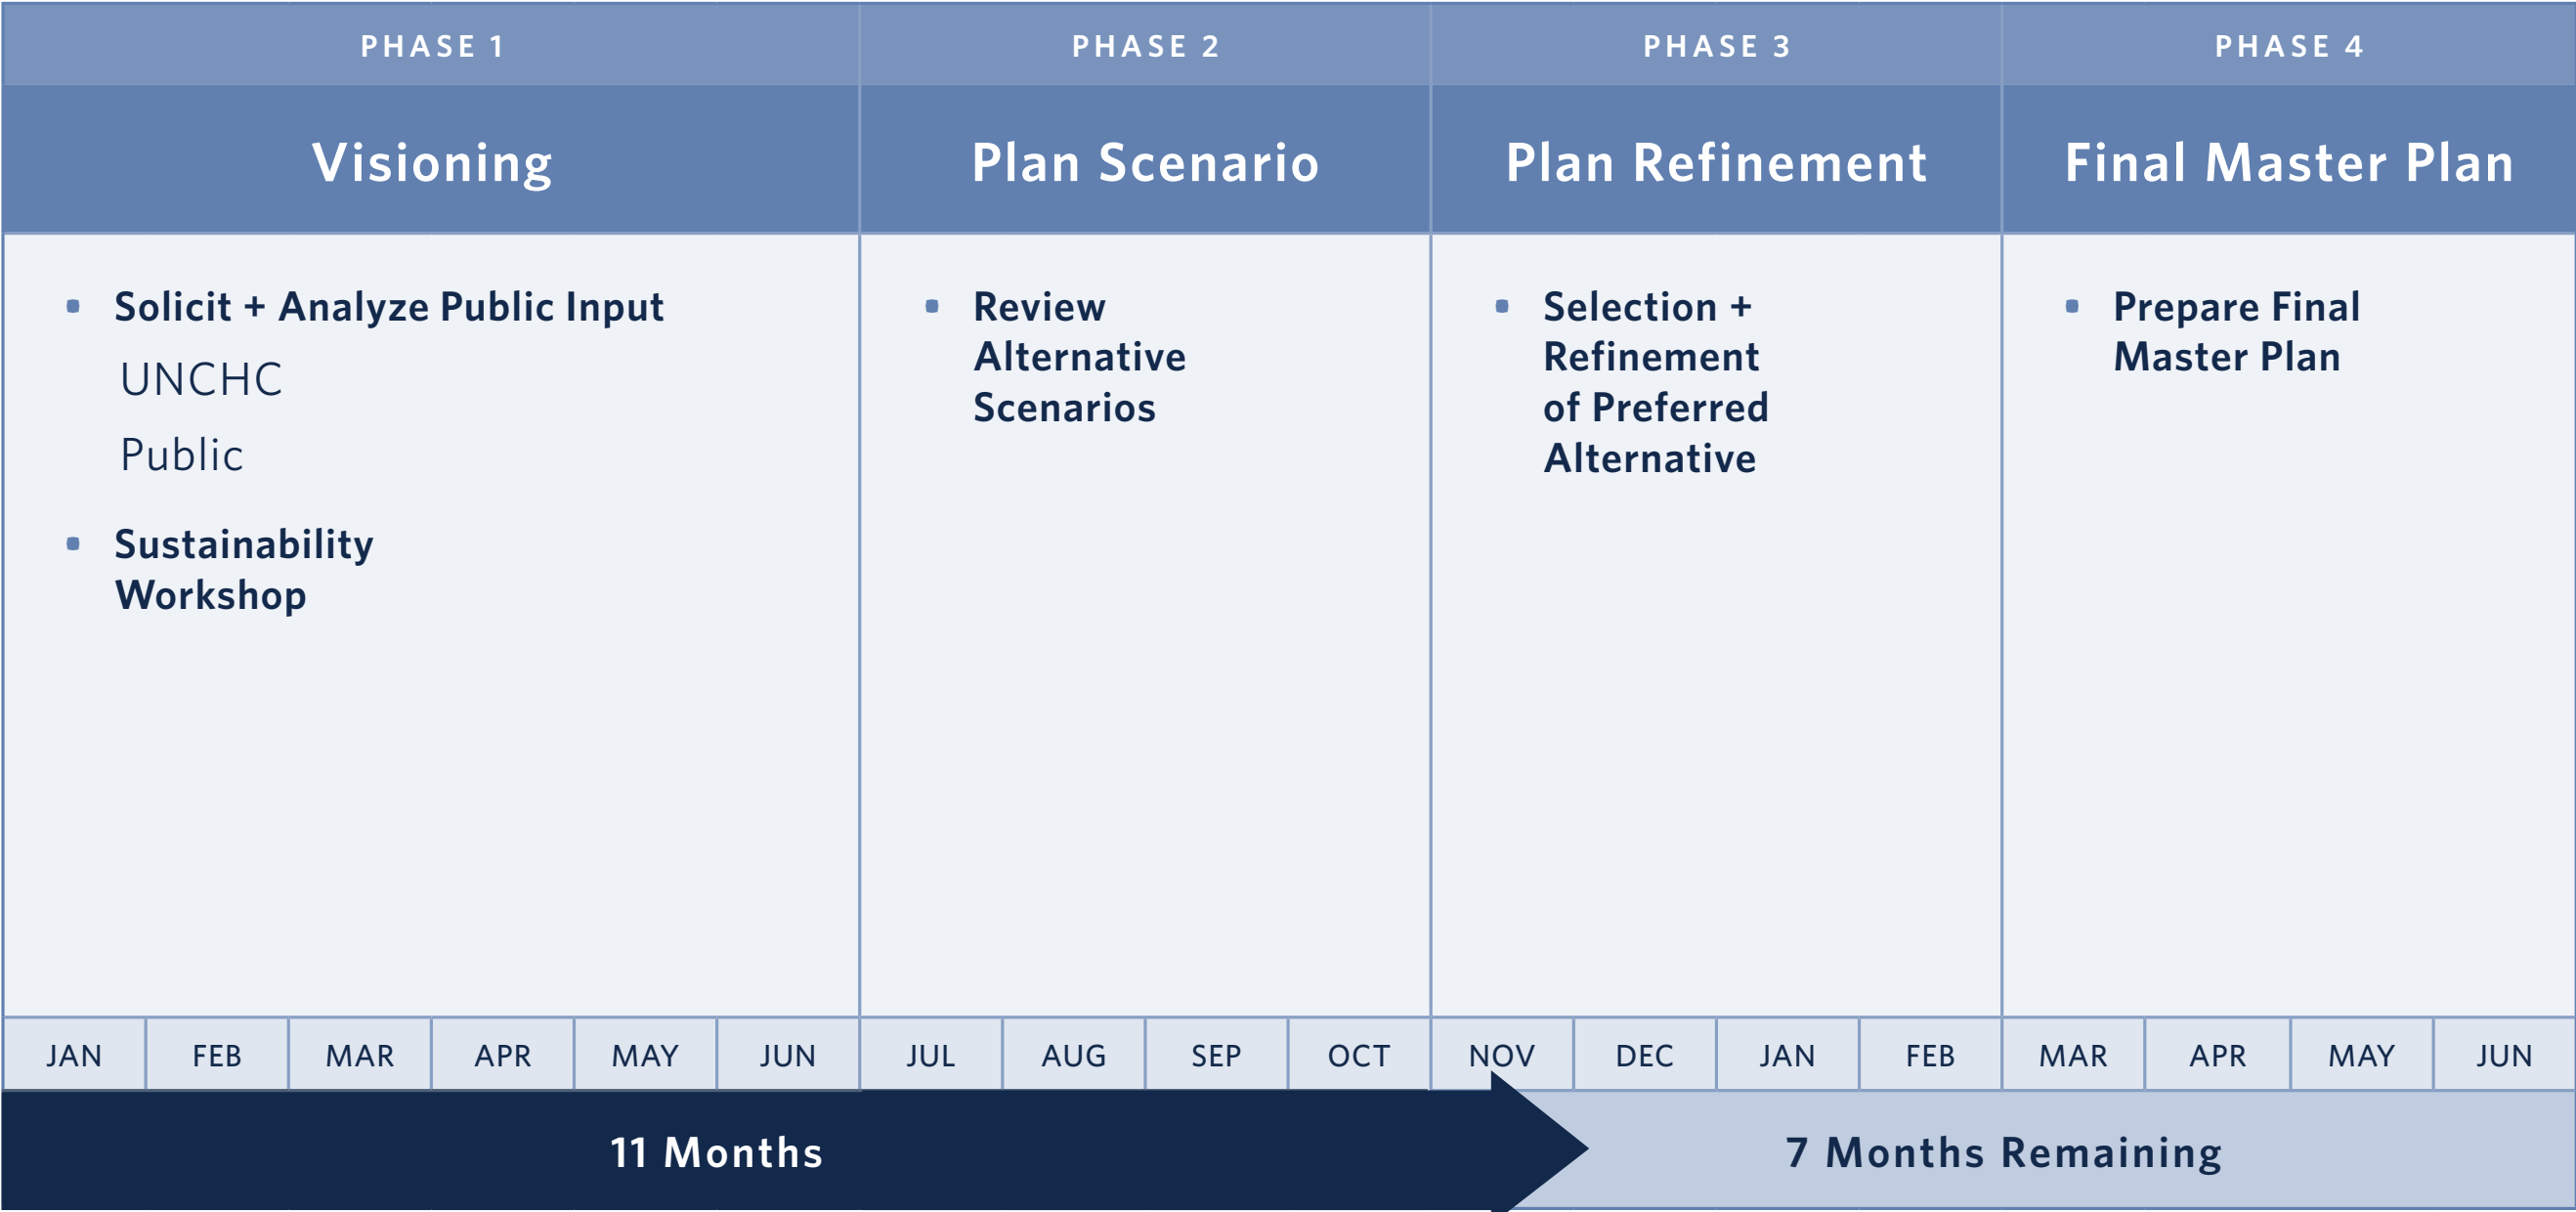 PHASE 1
PHASE 2
PHASE 3
PHASE 4
Visioning
Plan Scenario
Plan Refinement
Final Master Plan
Solicit + Analyze Public Input
UNCHC
Public
Sustainability
Workshop
Review
Alternative
Scenarios
Selection +
Refinement
of Preferred
Alternative
Prepare Final
Master Plan
JAN FEB MAR APR MAY JUN JUL AUG SEP OCT NOV DEC JAN FEB MAR APR MAY JUN
11 Months
7 Months Remaining